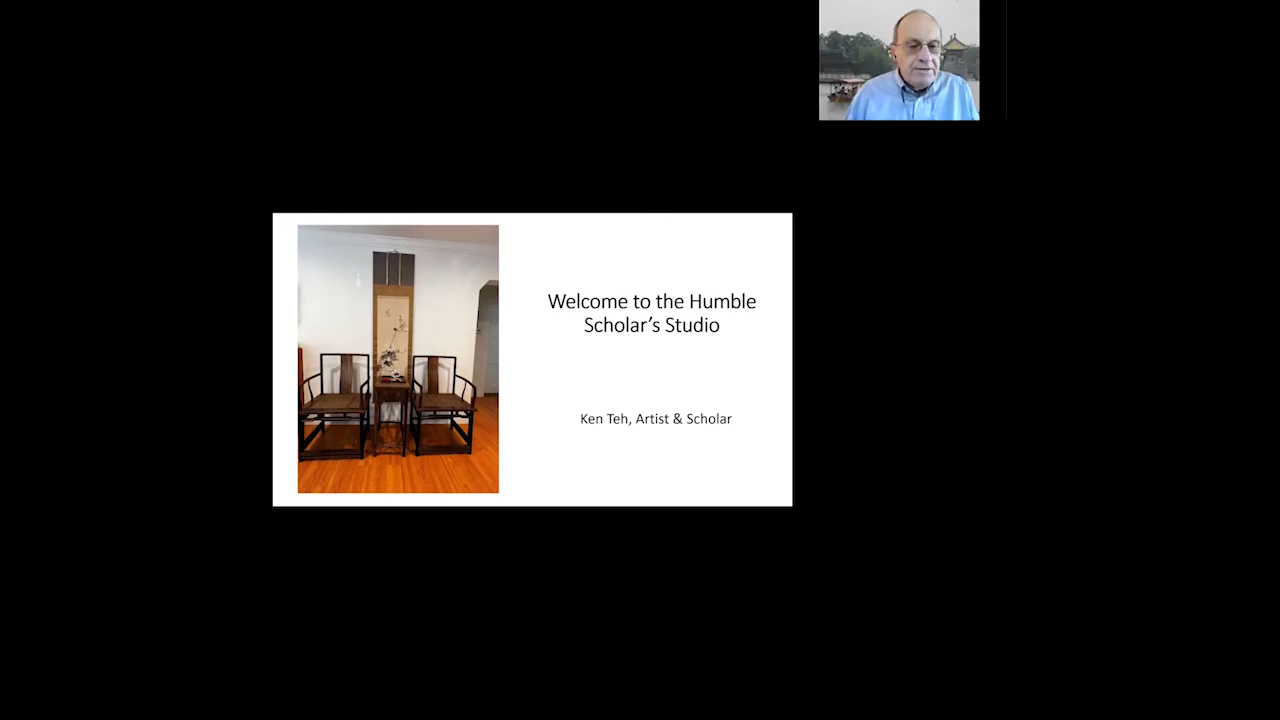 Welcome to the Humble
Scholar’s Studio
Ken Teh, Artist & Scholar